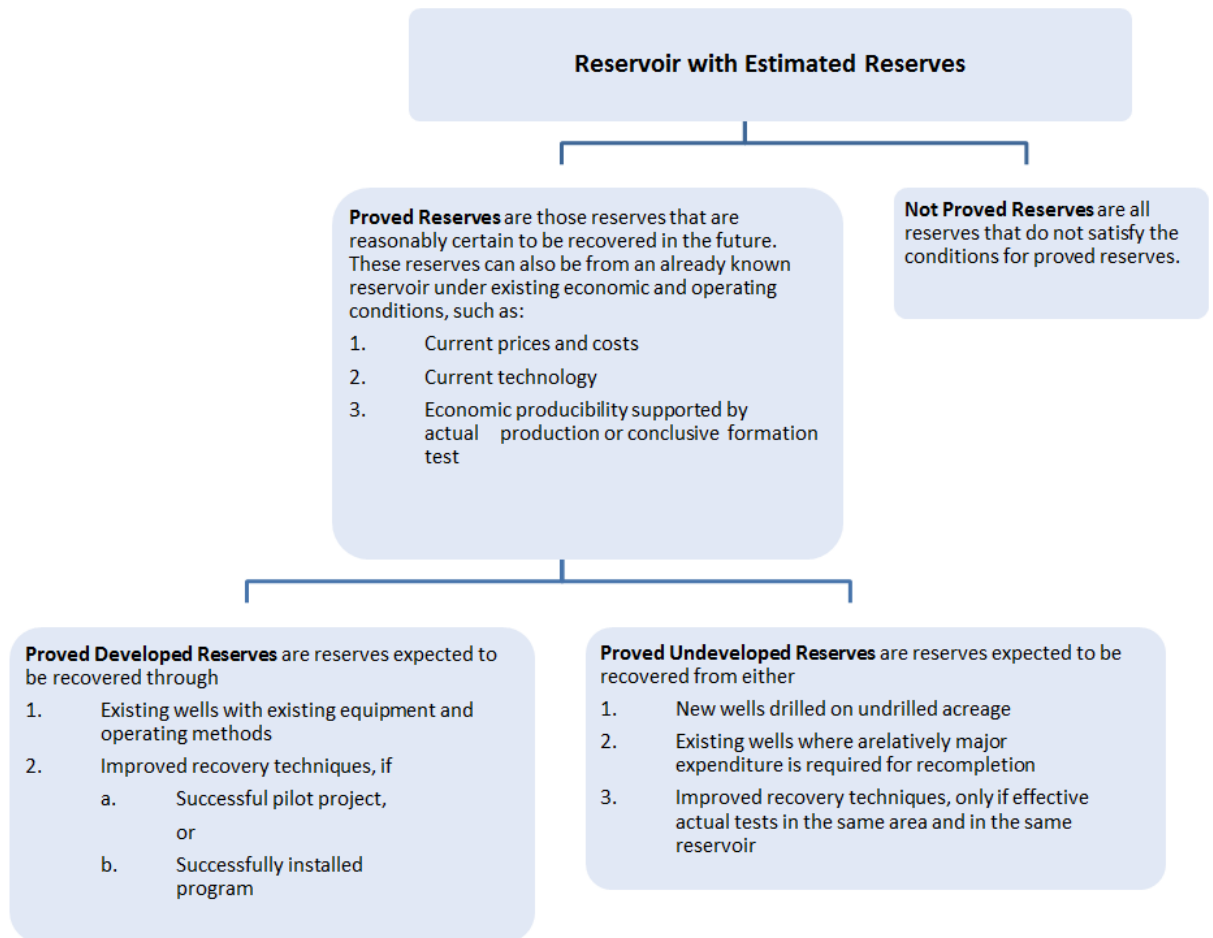 Reservoir with Estimated Reserves
Proved Reserves are those reserves that are
reasonably certain to be recovered in the future.
These reserves can also be from an already known
reservoir under existing economic and operating
conditions, such as:
1. Current prices and costs
2. Current technology
3. Economic producibility supported by
actual production or conclusive formation
test
Not Proved Reserves are all
reserves that do not satisfy the
conditions for proved reserves.
Proved Developed Reserves are reserves expected to
be recovered through
1. Existing wells with existing equipment and
operating methods
2. Improved recovery techniques, if
a. Successful pilot project,
or
b. Successfully installed
program
Proved Undeveloped Reserves are reserves expected to be
recovered from either
1. New wells drilled on undrilled acreage
2. Existing wells where arelatively major
expenditure is required for recompletion
3. Improved recovery techniques, only if effective
actual tests in the same area and in the same
reservoir